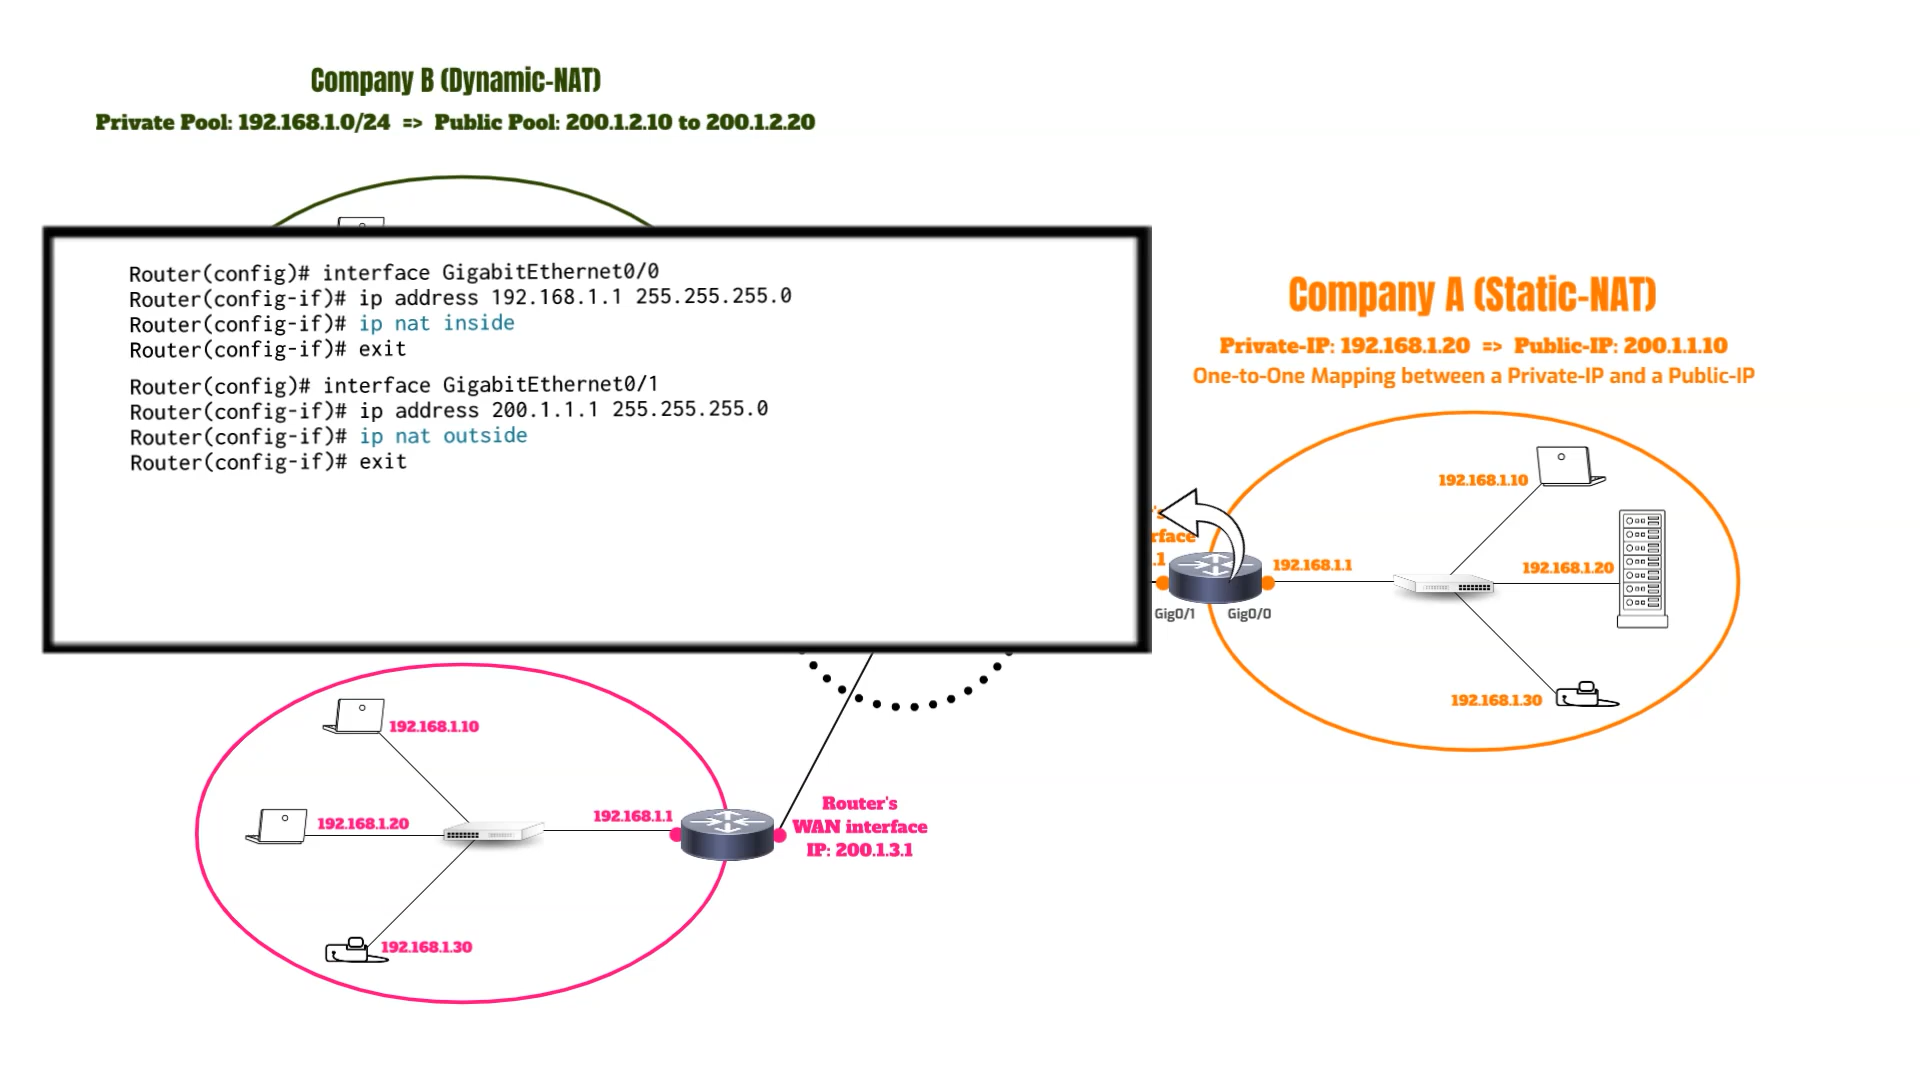 Company B (Dynamic-NAT)
Private Pool: 192.168.1.0/24 => Public Pool: 200.1.2.10 to 200.1.2.20
Router(config)# interface GigabitEthernet0/0
Router(config-if)# ip address 192.168.1.1 255.255.255.0
Router(config-if)# ip nat inside
Router(config-if)# exit
Router(config)# interface GigabitEthernet0/1
Router(config-if)# ip address 200.1.1.1 255.255.255.0
Router(config-if)# ip nat outside
Router(config-if)# exit
Company A (Static-NAT)
Private-IP: 192.168.1.20 => Public-IP: 200.1.1.10
One-to-One Mapping between a Private-IP and a Public-IP
192.168.1.10
192.168.1.1
192.168.1.20
Gig0/1
Gig0/0
192.168.1.30
192.168.1.10
192.168.1.20
192.168.1.1
192.168.1.30
Router's
WAN interface
IP: 200.1.3.1